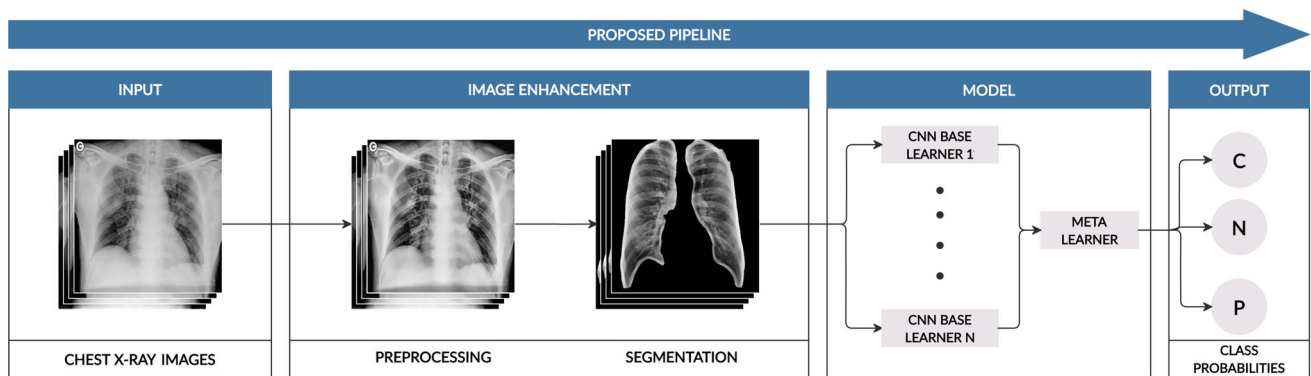 PROPOSED PIPELINE
INPUT
IMAGE ENHANCEMENT
MODEL
OUTPUT
C
C
CNN BASE
LEARNER 1
META
LEARNER
CNN BASE
LEARNER N
C
N
P
CHEST X-RAY IMAGES
PREPROCESSING
SEGMENTATION
CLASS
PROBABILITIES